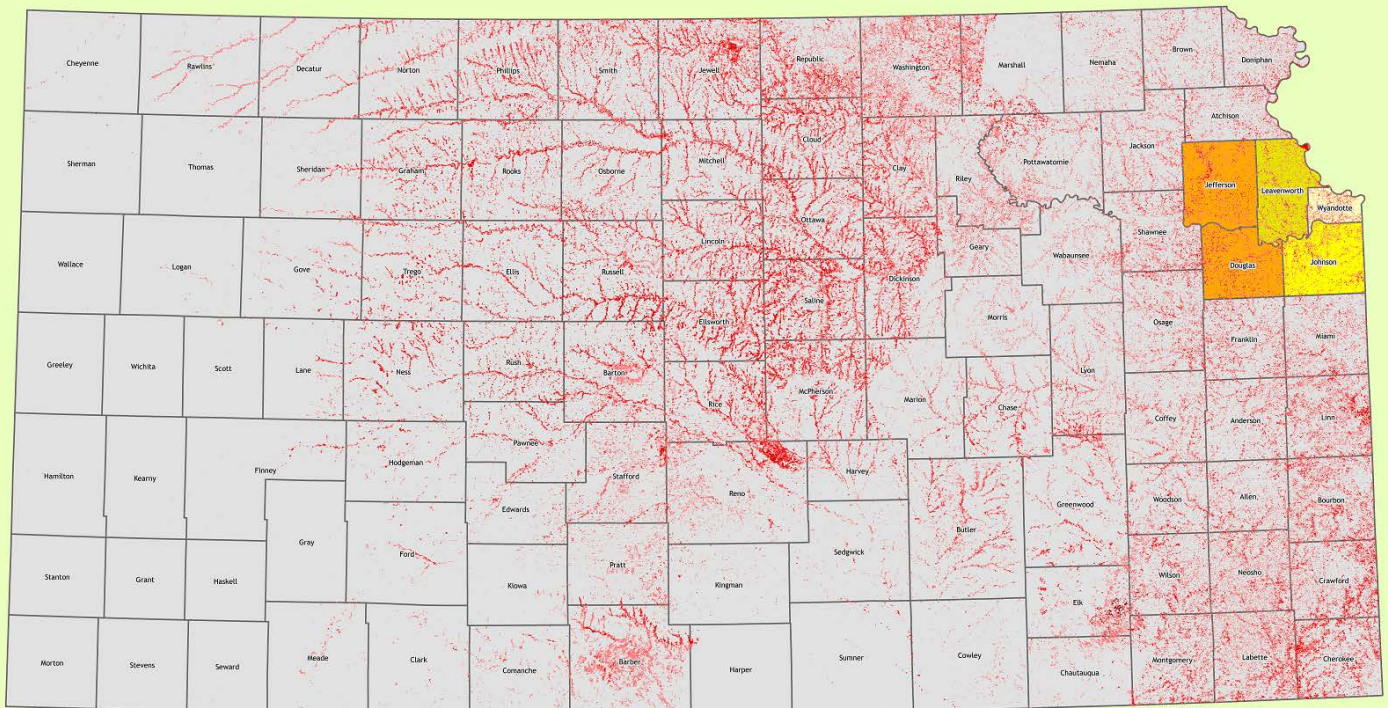 Cheyenne
Rawlins
Decatur
Norton
Phillips
Smith
Jewell
Republic
Washington
Marshall
Nemaha
Brown
Doniphan
Sherman
Thomas
Sheridan
Graham
Rooks
Osborne
Mitchell
Cloud
Clay
Riley
Pottawatomie
Jackson
Atchison
Jefferson
Leavenworth
Wyandotte
Wallace
Logan
Gove
Trego
Ellis
Russell
Lincoln
Ottawa
Dickinson
Geary
Wabaunsee
Shawnee
Douglas
Johnson
Ellsworth
Saline
Morris
Osage
Franklin
Miami
Greeley
Wichita
Scott
Lane
Ness
Rush
Barton
Rice
McPherson
Marion
Chase
Lyon
Coffey
Anderson
Linn
Hamilton
Kearny
Finney
Hodgeman
Pawnee
Stafford
Edwards
Reno
Harvey
Butler
Greenwood
Woodson
Allen
Bourbon
Stanton
Grant
Haskell
Gray
Ford
Kiowa
Pratt
Kingman
Sedgwick
Elk
Wilson
Neosho
Crawford
Morton
Stevens
Seward
Meade
Clark
Comanche
Barber
Harper
Sumner
Cowley
Chautauqua
Montgomery
Labette
Cherokee